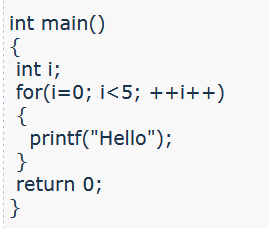 int main()
{
int i;
for(i=0; i<5; ++i++)
{
printf("Hello");
}
return 0;
}